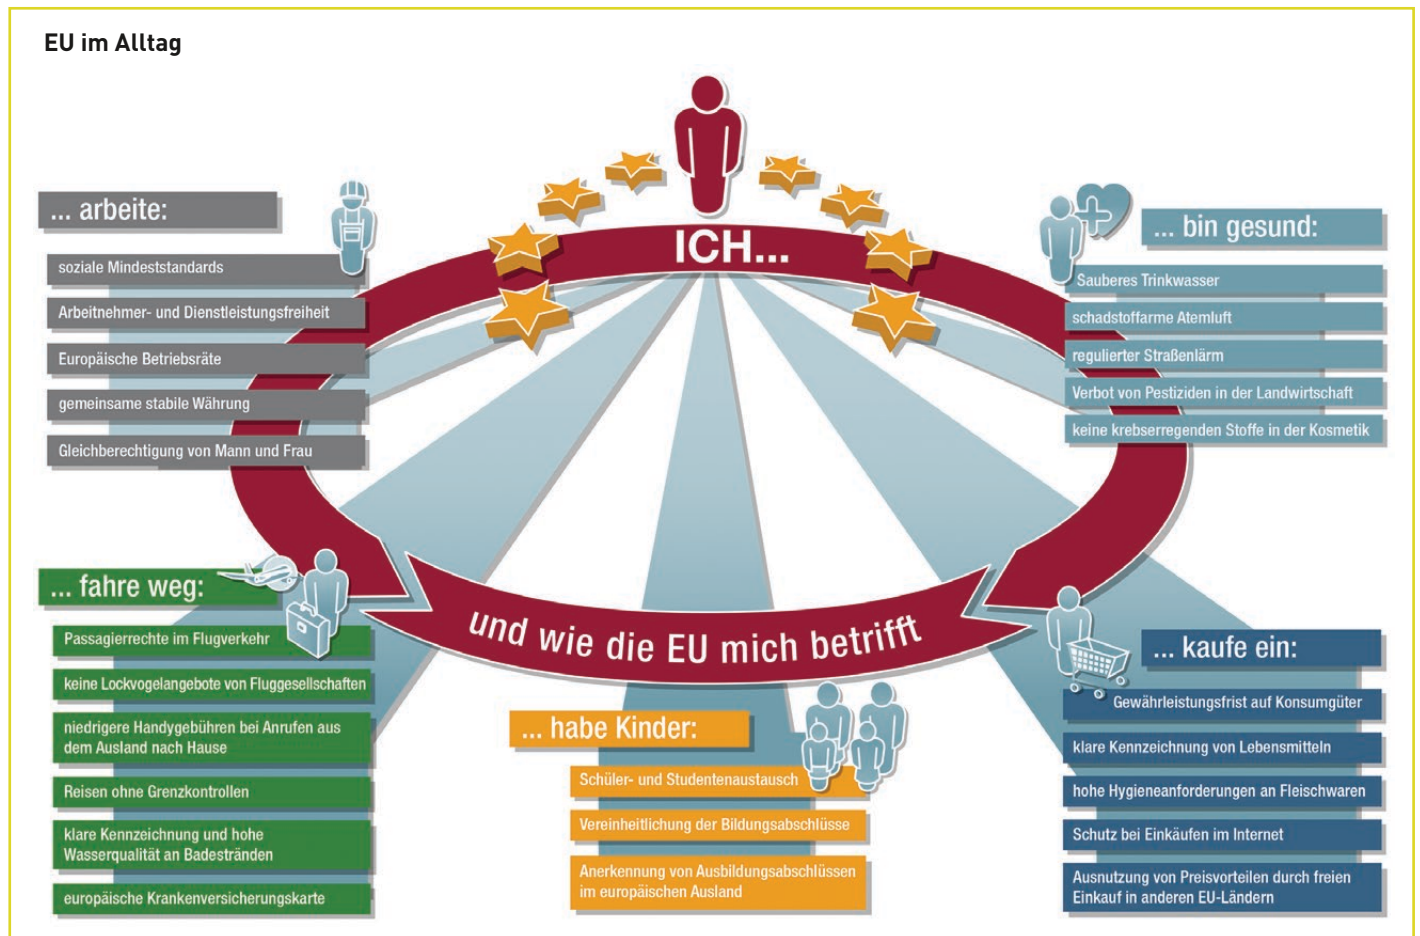 EU im Alltag
ICH...
und wie die EU mich betrifft
... arbeite:
soziale Mindeststandards
Arbeitnehmer- und Dienstleistungsfreiheit
Europäische Betriebsräte
gemeinsame stabile Währung
Gleichberechtigung von Mann und Frau
... bin gesund:
Sauberes Trinkwasser
schadstoffarme Atemluft
regulierter Straßenlärm
Verbot von Pestiziden in der Landwirtschaft
keine krebserregenden Stoffe in der Kosmetik
... fahre weg:
Passagierrechte im Flugverkehr
keine Lockvogelangebote von Fluggesellschaften
niedrigere Handygebühren bei Anrufen aus
dem Ausland nach Hause
Reisen ohne Grenzkontrollen
klare Kennzeichnung und hohe
Wasserqualität an Badestränden
europäische Krankenversicherungskarte
... habe Kinder:
Schüler- und Studentenaustausch
Vereinheitlichung der Bildungsabschlüsse
Anerkennung von Ausbildungsabschlüssen
im europäischen Ausland
... kaufe ein:
Gewährleistungsfrist auf Konsumgüter
klare Kennzeichnung von Lebensmitteln
hohe Hygieneanforderungen an Fleischwaren
Schutz bei Einkäufen im Internet
Ausnutzung von Preisvorteilen durch freien
Einkauf in anderen EU-Ländern